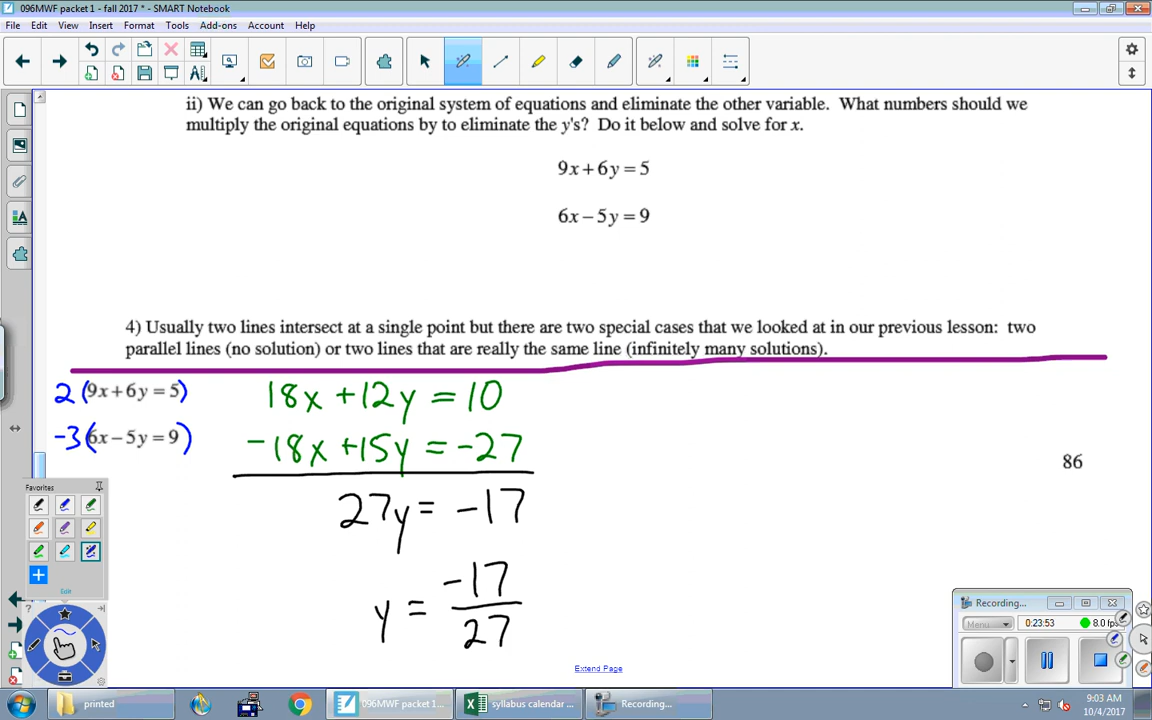 096MWF packet 1 - fall 2017 * - SMART Notebook
File Edit View Insert Format Tools Add-ons Account Help
ii) We can go back to the original system of equations and eliminate the other variable. What numbers should we
multiply the original equations by to eliminate the y's? Do it below and solve for x.
9x + 6y = 5
6x − 5y = 9
4) Usually two lines intersect at a single point but there are two special cases that we looked at in our previous lesson: two
parallel lines (no solution) or two lines that are really the same line (infinitely many solutions).
2(9x + 6y = 5) 18x + 12y = 10
-3(6x − 5y = 9) -18x + 15y = -27
86
Favorites
27y = -17
Edit
y = -17/27
Recording...
Menu 0:23:53 8.0 fp
Extend Page
printed 096MWF packet 1... syllabus calendar ... Recording... 9:03 AM
10/4/2017